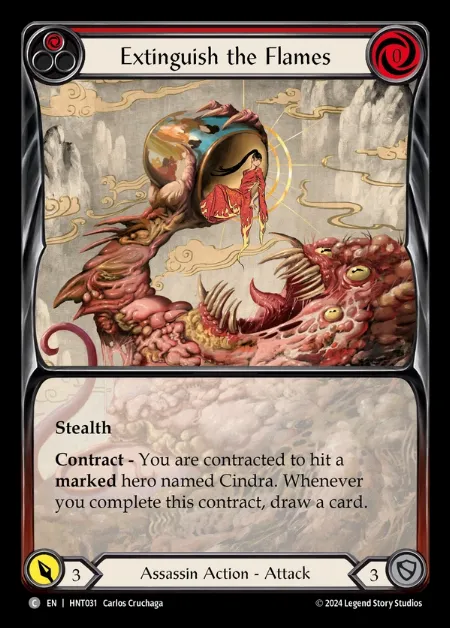 Extinguish the Flames
0
Stealth
Contract - You are contracted to hit a
marked hero named Cindra. Whenever
you complete this contract, draw a card.
3 Assassin Action - Attack 3
C EN | HNT031 Carlos Cruchaga © 2024 Legend Story Studios